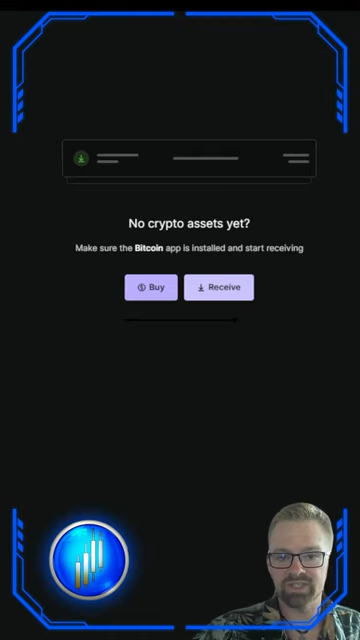 No crypto assets yet?
Make sure the Bitcoin app is installed and start receiving
Buy
Receive